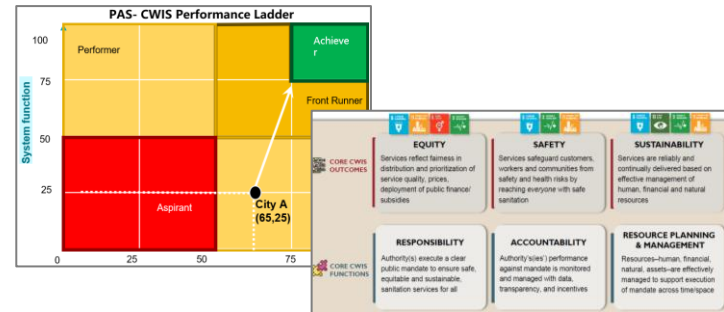 PAS- CWIS Performance Ladder
System function
100
75
50
25
0
25
50
75
Performer
Achieve
r
Front Runner
Aspirant
City A
(65,25)
CORE CWIS
OUTCOMES
EQUITY
Services reflect fairness in
distribution and prioritization of
service quality, prices,
deployment of public finance/
subsidies
SAFETY
Services safeguard customers,
workers and communities from
safety and health risks by
reaching everyone with safe
sanitation
SUSTAINABILITY
Services are reliably and
continually delivered based on
effective management of
human, financial and natural
resources
CORE CWIS
FUNCTIONS
RESPONSIBILITY
Authority(s) execute a clear
public mandate to ensure safe,
equitable and sustainable,
sanitation services for all
ACCOUNTABILITY
Authority's(ies') performance
against mandate is monitored
and managed with data,
transparency, and incentives
RESOURCE PLANNING
& MANAGEMENT
Resources–human, financial,
natural, assets–are effectively
managed to support execution
of mandate across time/space